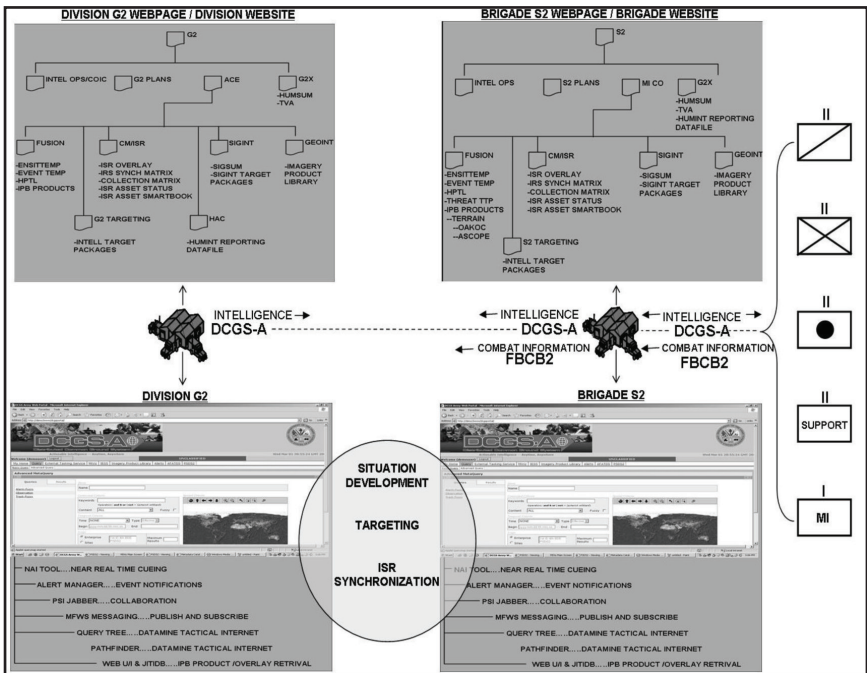 DIVISION G2 WEBPAGE / DIVISION WEBSITE
G2
INTEL OPS/COIC
G2 PLANS
ACE
G2X
-HUMSUM
-TVA
FUSION
-ENSITTEMP
-EVENT TEMP
-HPTL
-IPB PRODUCTS
CM/ISR
-ISR OVERLAY
-IRS SYNCH MATRIX
-COLLECTION MATRIX
-ISR ASSET STATUS
-ISR ASSET SMARTBOOK
SIGINT
-SIGSUM
-SIGINT TARGET
PACKAGES
GEOINT
-IMAGERY
PRODUCT
LIBRARY
G2 TARGETING
-INTELL TARGET
PACKAGES
HAC
-HUMINT REPORTING
DATAFILE
BRIGADE S2 WEBPAGE / BRIGADE WEBSITE
S2
INTEL OPS
S2 PLANS
MI CO
G2X
-HUMSUM
-TVA
-HUMINT REPORTING
DATAFILE
FUSION
-ENSITTEMP
-EVENT TEMP
-HPTL
-THREAT TTP
-IPB PRODUCTS
--TERRAIN
--OAKOC
--ASCOPE
CM/ISR
-ISR OVERLAY
-IRS SYNCH MATRIX
-COLLECTION MATRIX
-ISR ASSET STATUS
-ISR ASSET SMARTBOOK
SIGINT
-SIGSUM
-SIGINT TARGET
PACKAGES
GEOINT
-IMAGERY
PRODUCT
LIBRARY
S2 TARGETING
-INTELL TARGET
PACKAGES
INTELLIGENCE
DCGS-A
INTELLIGENCE
DCGS-A
COMBAT INFORMATION
FBCB2
INTELLIGENCE
DCGS-A
COMBAT INFORMATION
FBCB2
II
II
II
II
SUPPORT
I
MI
DIVISION G2
DCGS-A
NAI TOOL....NEAR REAL TIME CUEING
ALERT MANAGER.....EVENT NOTIFICATIONS
PSI JABBER.....COLLABORATION
MFWS MESSAGING.....PUBLISH AND SUBSCRIBE
QUERY TREE.....DATAMINE TACTICAL INTERNET
PATHFINDER.....DATAMINE TACTICAL INTERNET
WEB U/I & JITIDB.....IPB PRODUCT /OVERLAY RETRIVAL
SITUATION
DEVELOPMENT
TARGETING
ISR
SYNCHRONIZATION
BRIGADE S2
DCGS-A
NAI TOOL....NEAR REAL TIME CUEING
ALERT MANAGER.....EVENT NOTIFICATIONS
PSI JABBER.....COLLABORATION
MFWS MESSAGING.....PUBLISH AND SUBSCRIBE
QUERY TREE.....DATAMINE TACTICAL INTERNET
PATHFINDER.....DATAMINE TACTICAL INTERNET
WEB U/I & JITIDB.....IPB PRODUCT /OVERLAY RETRIVAL